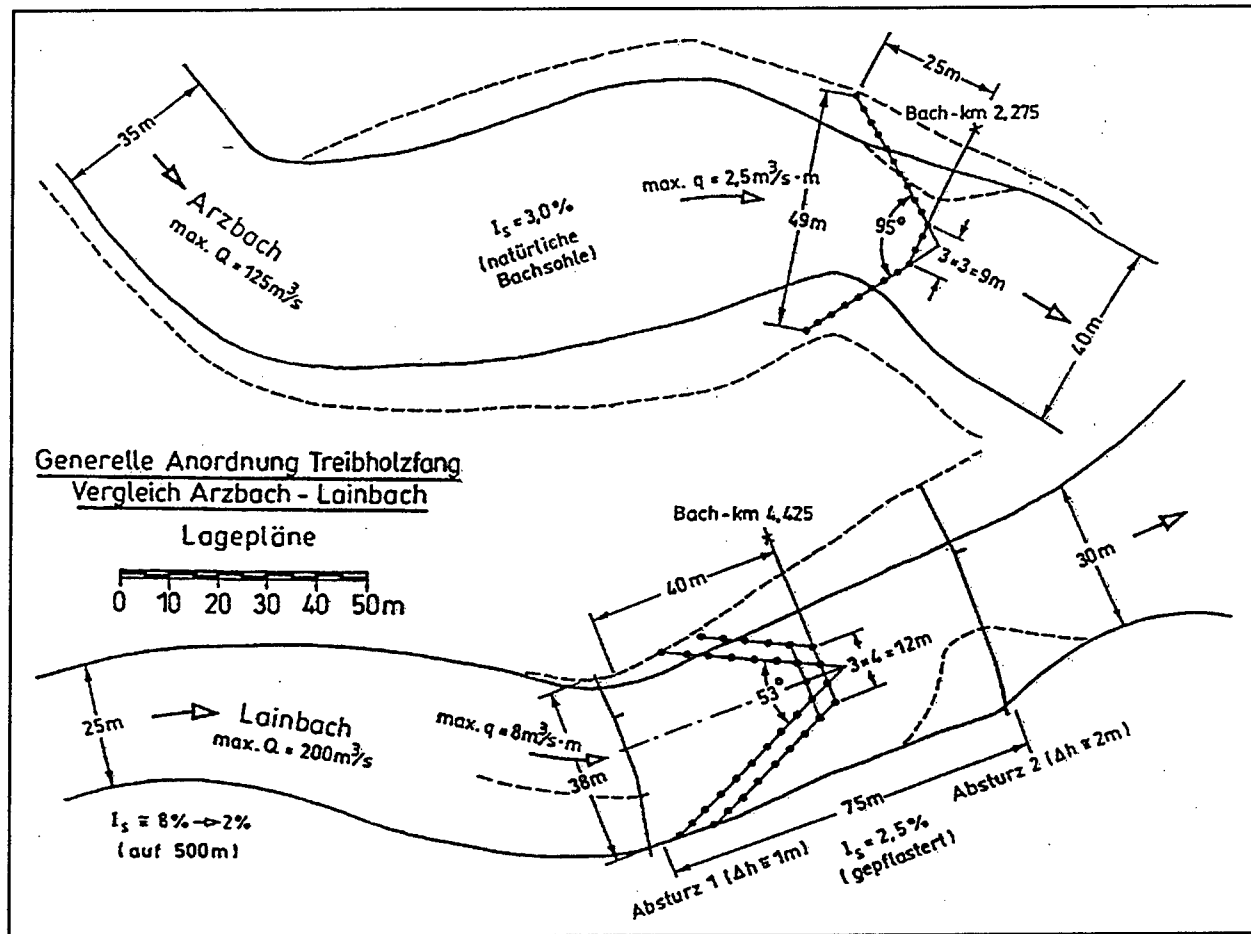 35m
Arzbach
max. Q = 125m³/s
I_s = 3,0%
(natürliche
Bachsohle)
max. q = 2,5m³/s·m
49m
25m
Bach-km 2,275
95°
3×3=9m
40m
Generelle Anordnung Treibholzfang
Vergleich Arzbach - Lainbach
Lagepläne
0 10 20 30 40 50m
Bach-km 4,425
40m
30m
25m
Lainbach
max. Q = 200m³/s
max. q = 8m³/s·m
38m
53°
3×4=12m
I_s ≅ 8% → 2%
(auf 500m)
75m
Absturz 1 (Δh ≅ 1m)
I_s = 2,5%
(gepflastert)
Absturz 2 (Δh ≅ 2m)